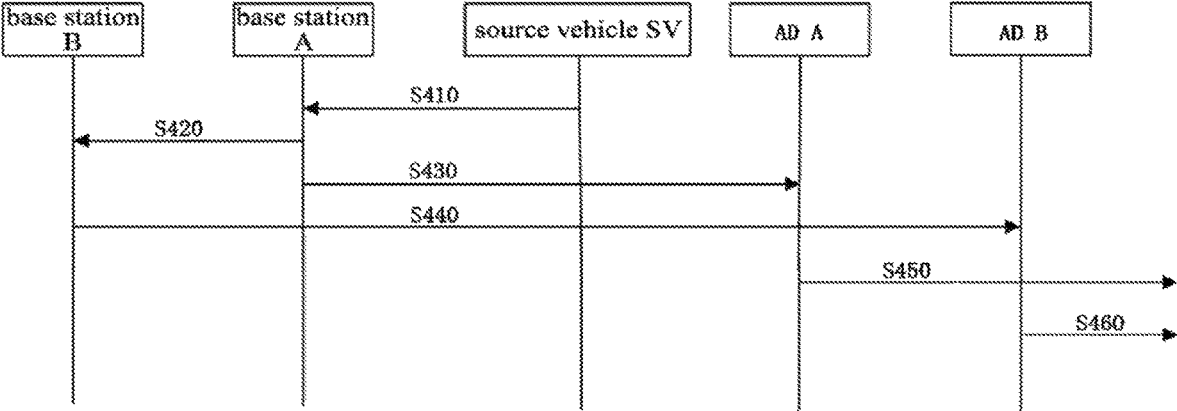 base station
B
base station
A
source vehicle SV
AD A
AD B
S410
S420
S430
S440
S450
S460